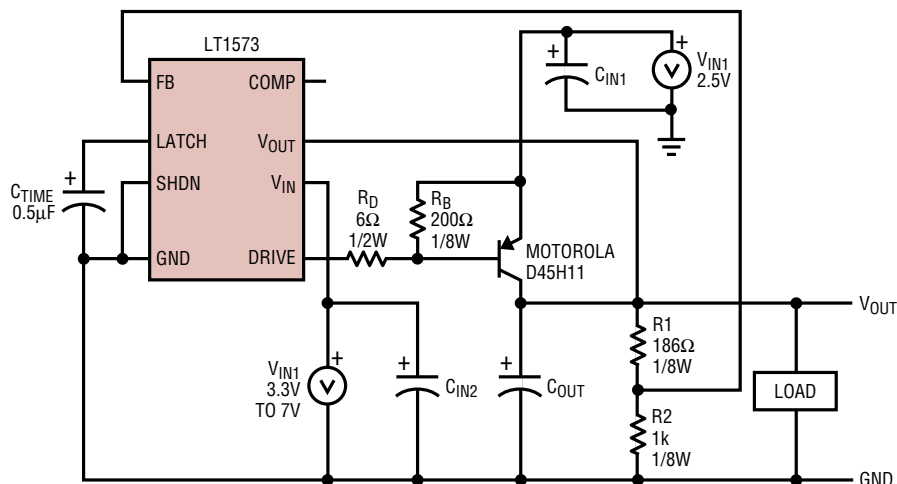 LT1573
FB
COMP
LATCH
VOUT
SHDN
VIN
GND
DRIVE
+
CTIME
0.5µF
RD
6Ω
1/2W
RB
200Ω
1/8W
+
CIN1
+
V
VIN1
2.5V
MOTOROLA
D45H11
VOUT
+
V
VIN1
3.3V
TO 7V
+
CIN2
+
COUT
R1
186Ω
1/8W
R2
1k
1/8W
LOAD
GND